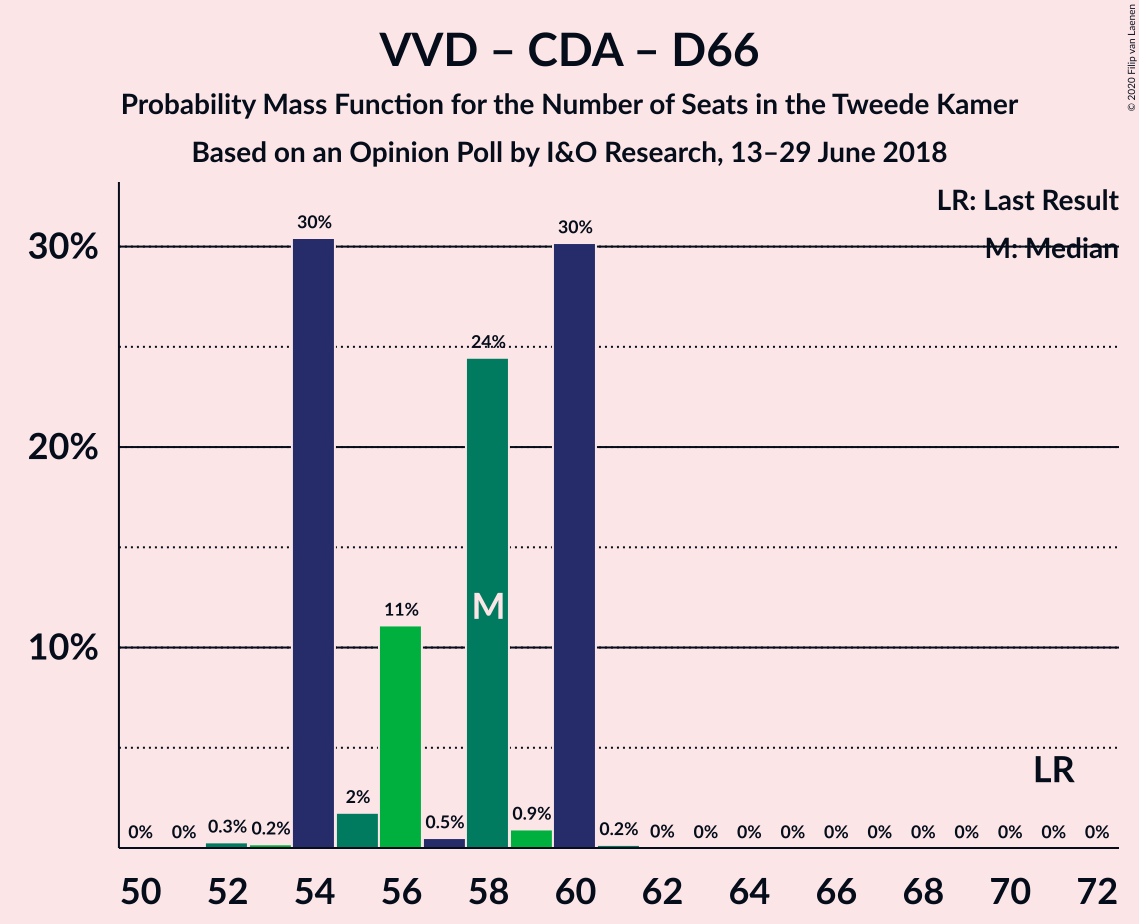 VVD – CDA – D66
Probability Mass Function for the Number of Seats in the Tweede Kamer
Based on an Opinion Poll by I&O Research, 13–29 June 2018
© 2020 Filip van Laenen
LR: Last Result
M: Median
30%
20%
10%
0% 0% 0.3% 0.2% 30% 2% 11% 0.5% 24% 0.9% 30% 0.2% 0% 0% 0% 0% 0% 0% 0% 0% 0% 0% 0%
M
LR
50 52 54 56 58 60 62 64 66 68 70 72